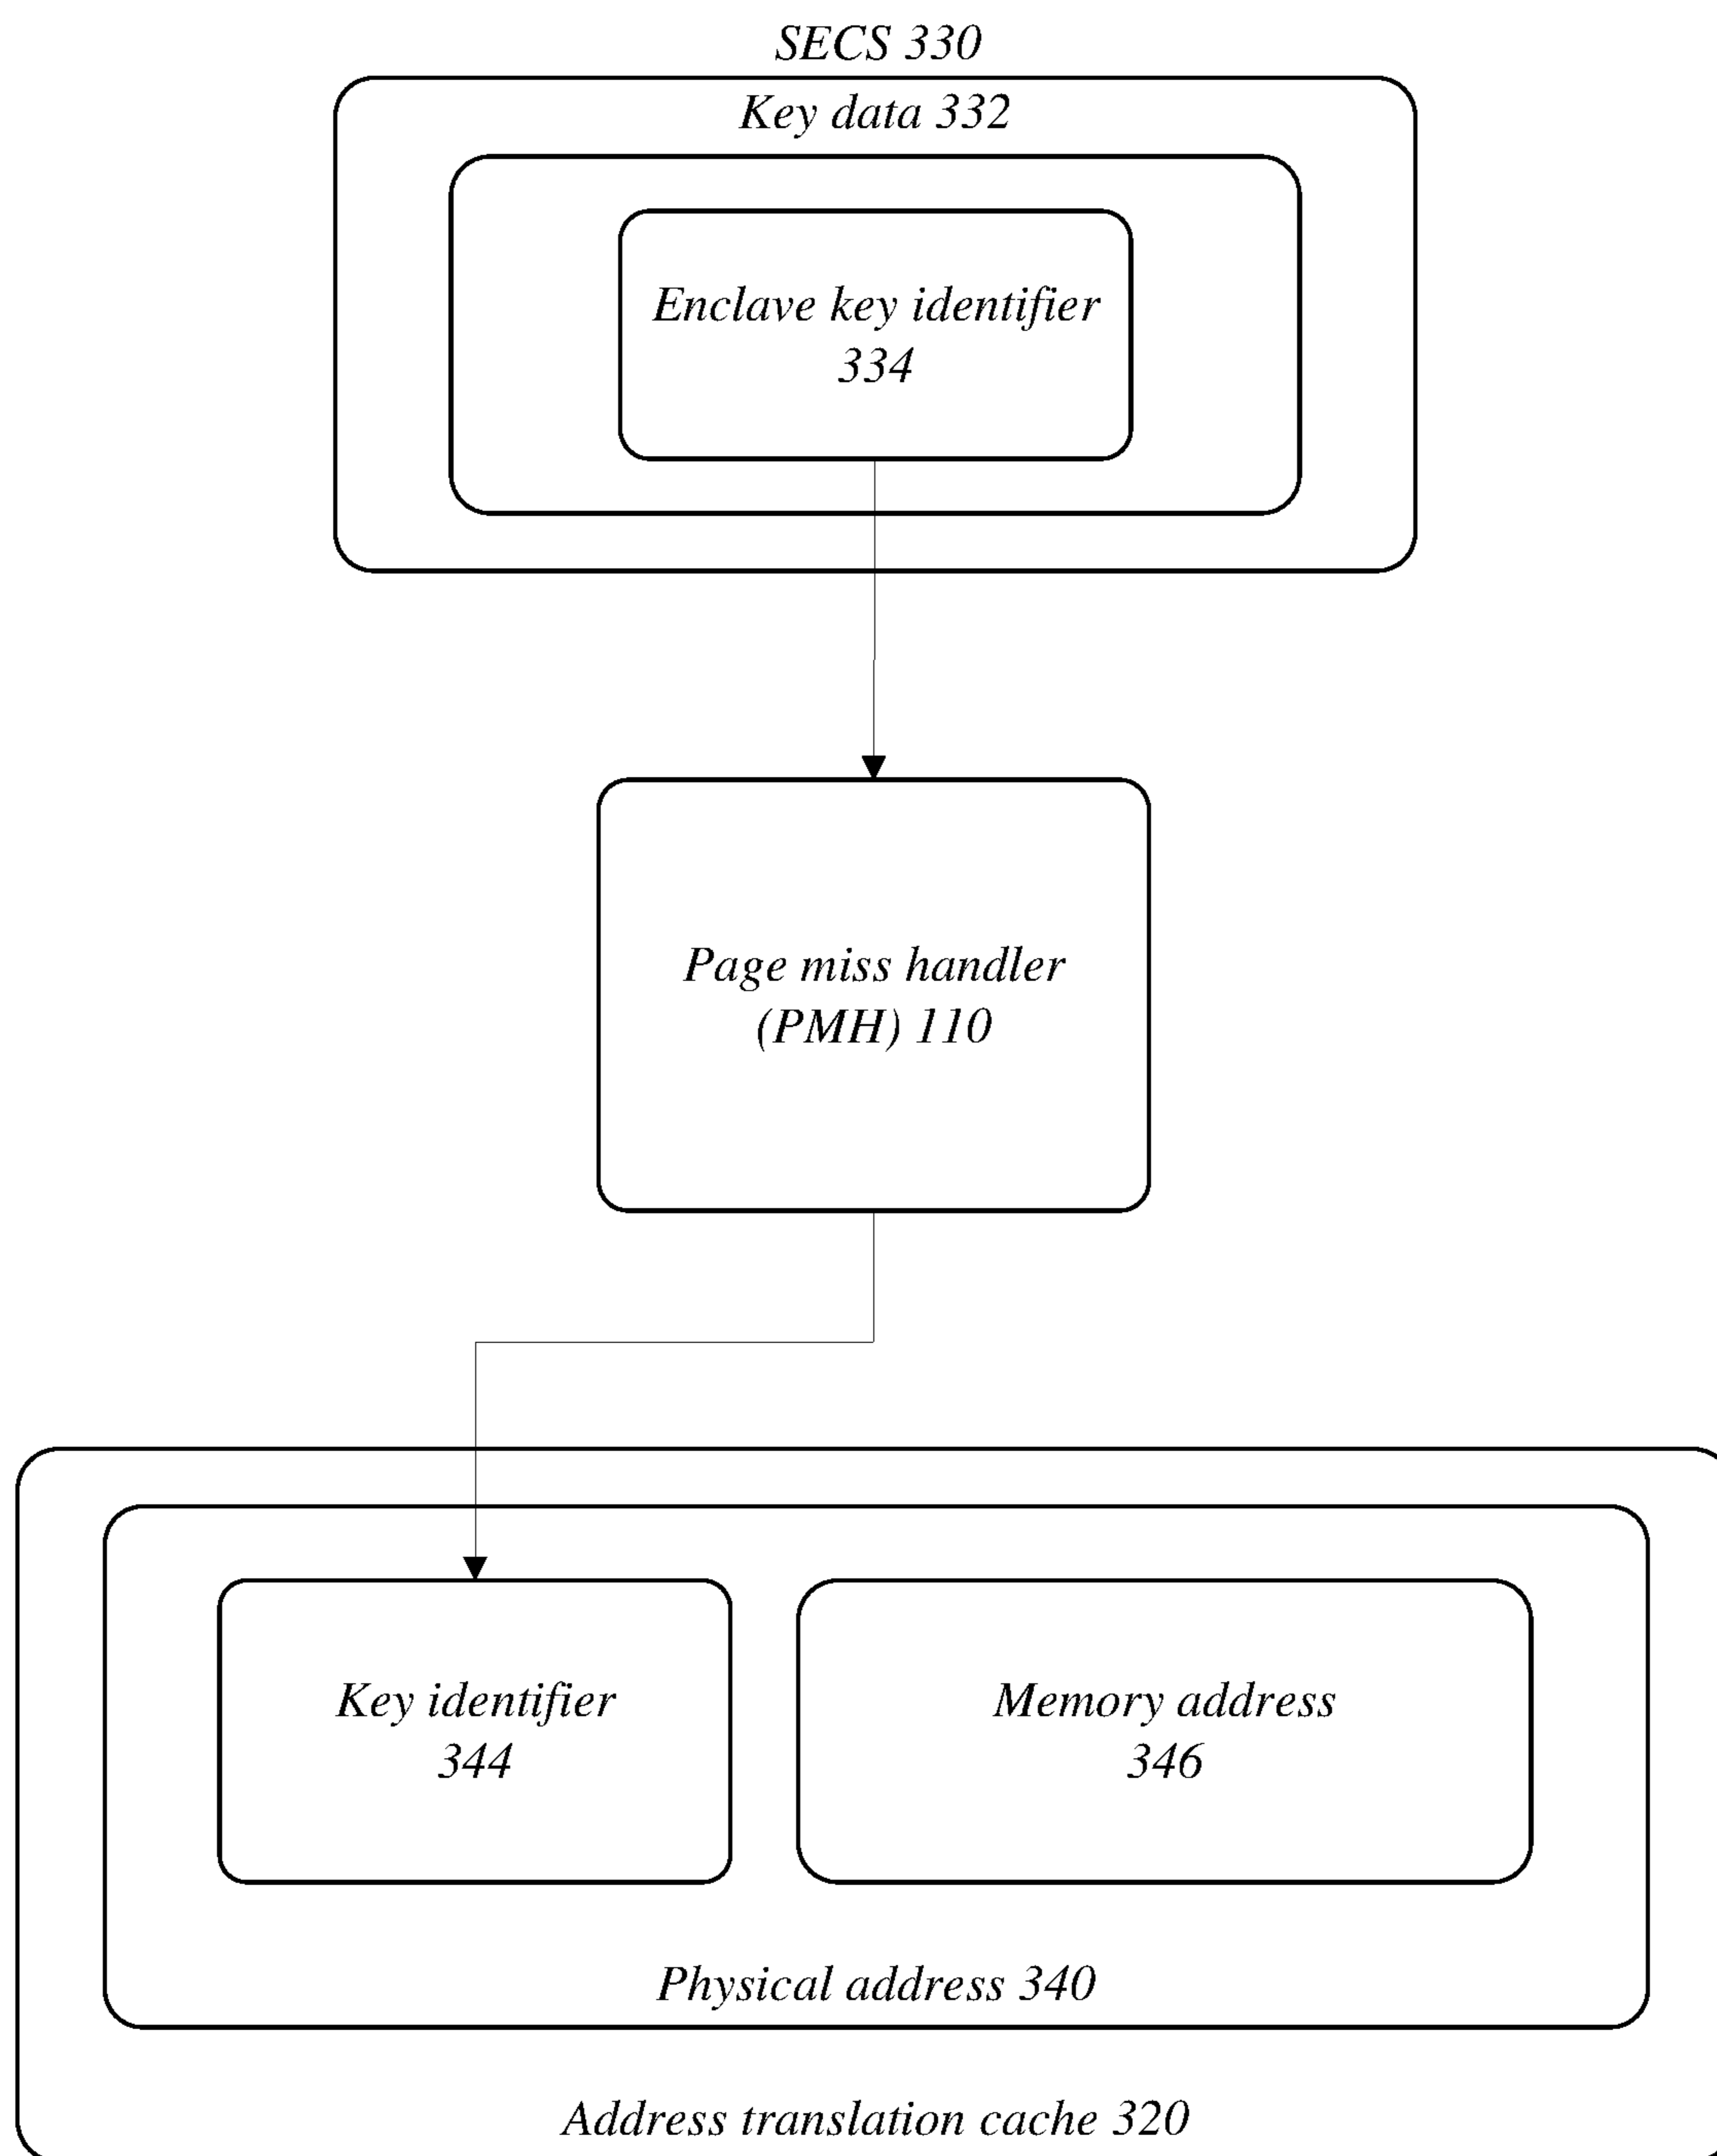 SECS 330
Key data 332
Enclave key identifier
334
Page miss handler
(PMH) 110
Key identifier
344
Memory address
346
Physical address 340
Address translation cache 320